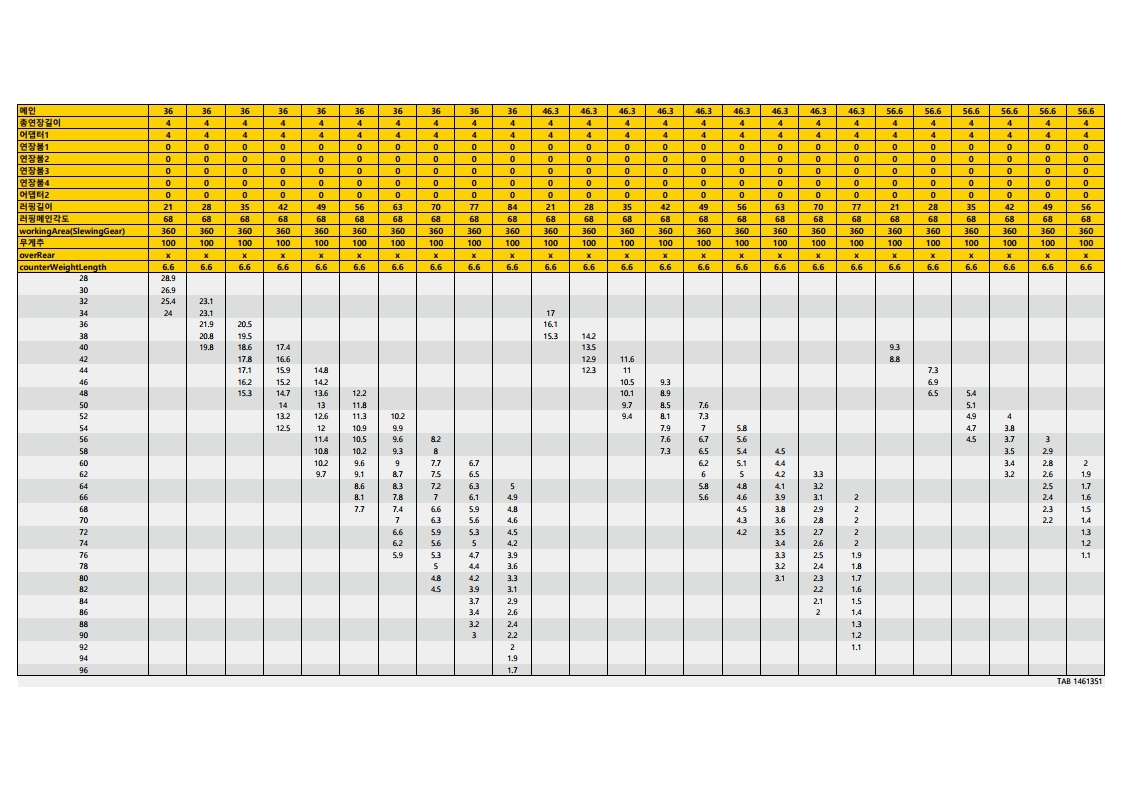 메인 36 36 36 36 36 36 36 36 36 36 46.3 46.3 46.3 46.3 46.3 46.3 46.3 46.3 46.3 56.6 56.6 56.6 56.6 56.6 56.6
총연장길이 4 4 4 4 4 4 4 4 4 4 4 4 4 4 4 4 4 4 4 4 4 4 4 4 4
어댑터1 4 4 4 4 4 4 4 4 4 4 4 4 4 4 4 4 4 4 4 4 4 4 4 4 4
연장붐1 0 0 0 0 0 0 0 0 0 0 0 0 0 0 0 0 0 0 0 0 0 0 0 0 0
연장붐2 0 0 0 0 0 0 0 0 0 0 0 0 0 0 0 0 0 0 0 0 0 0 0 0 0
연장붐3 0 0 0 0 0 0 0 0 0 0 0 0 0 0 0 0 0 0 0 0 0 0 0 0 0
연장붐4 0 0 0 0 0 0 0 0 0 0 0 0 0 0 0 0 0 0 0 0 0 0 0 0 0
어댑터2 0 0 0 0 0 0 0 0 0 0 0 0 0 0 0 0 0 0 0 0 0 0 0 0 0
러핑길이 21 28 35 42 49 56 63 70 77 84 21 28 35 42 49 56 63 70 77 21 28 35 42 49 56
러핑메인각도 68 68 68 68 68 68 68 68 68 68 68 68 68 68 68 68 68 68 68 68 68 68 68 68 68
workingArea(SlewingGear) 360 360 360 360 360 360 360 360 360 360 360 360 360 360 360 360 360 360 360 360 360 360 360 360 360
무게추 100 100 100 100 100 100 100 100 100 100 100 100 100 100 100 100 100 100 100 100 100 100 100 100 100
overRear x x x x x x x x x x x x x x x x x x x x x x x x x
counterWeightLength 6.6 6.6 6.6 6.6 6.6 6.6 6.6 6.6 6.6 6.6 6.6 6.6 6.6 6.6 6.6 6.6 6.6 6.6 6.6 6.6 6.6 6.6 6.6 6.6 6.6
28 28.9
30 26.9
32 25.4 23.1
34 24 23.1 17
36 21.9 20.5 16.1
38 20.8 19.5 15.3 14.2
40 19.8 18.6 17.4 13.5 9.3
42 17.8 16.6 12.9 11.6 8.8
44 17.1 15.9 14.8 12.3 11 7.3
46 16.2 15.2 14.2 10.5 9.3 6.9
48 15.3 14.7 13.6 12.2 10.1 8.9 6.5 5.4
50 14 13 11.8 9.7 8.5 7.6 5.1
52 13.2 12.6 11.3 10.2 9.4 8.1 7.3 4.9 4
54 12.5 12 10.9 9.9 7.9 7 5.8 4.7 3.8
56 11.4 10.5 9.6 8.2 7.6 6.7 5.6 4.5 3.7 3
58 10.8 10.2 9.3 8 7.3 6.5 5.4 4.5 3.5 2.9
60 10.2 9.6 9 7.7 6.7 6.2 5.1 4.4 3.4 2.8 2
62 9.7 9.1 8.7 7.5 6.5 6 5 4.2 3.3 3.2 2.6 1.9
64 8.6 8.3 7.2 6.3 5 5.8 4.8 4.1 3.2 2.5 1.7
66 8.1 7.8 7 6.1 4.9 5.6 4.6 3.9 3.1 2 2.4 1.6
68 7.7 7.4 6.6 5.9 4.8 4.5 3.8 2.9 2 2.3 1.5
70 7 6.3 5.6 4.6 4.3 3.6 2.8 2 2.2 1.4
72 6.6 5.9 5.3 4.5 4.2 3.5 2.7 2 1.3
74 6.2 5.6 5 4.2 3.4 2.6 2 1.2
76 5.9 5.3 4.7 3.9 3.3 2.5 1.9 1.1
78 5 4.4 3.6 3.2 2.4 1.8
80 4.8 4.2 3.3 3.1 2.3 1.7
82 4.5 3.9 3.1 2.2 1.6
84 3.7 2.9 2.1 1.5
86 3.4 2.6 2 1.4
88 3.2 2.4 1.3
90 3 2.2 1.2
92 2 1.1
94 1.9
96 1.7
TAB 1461351